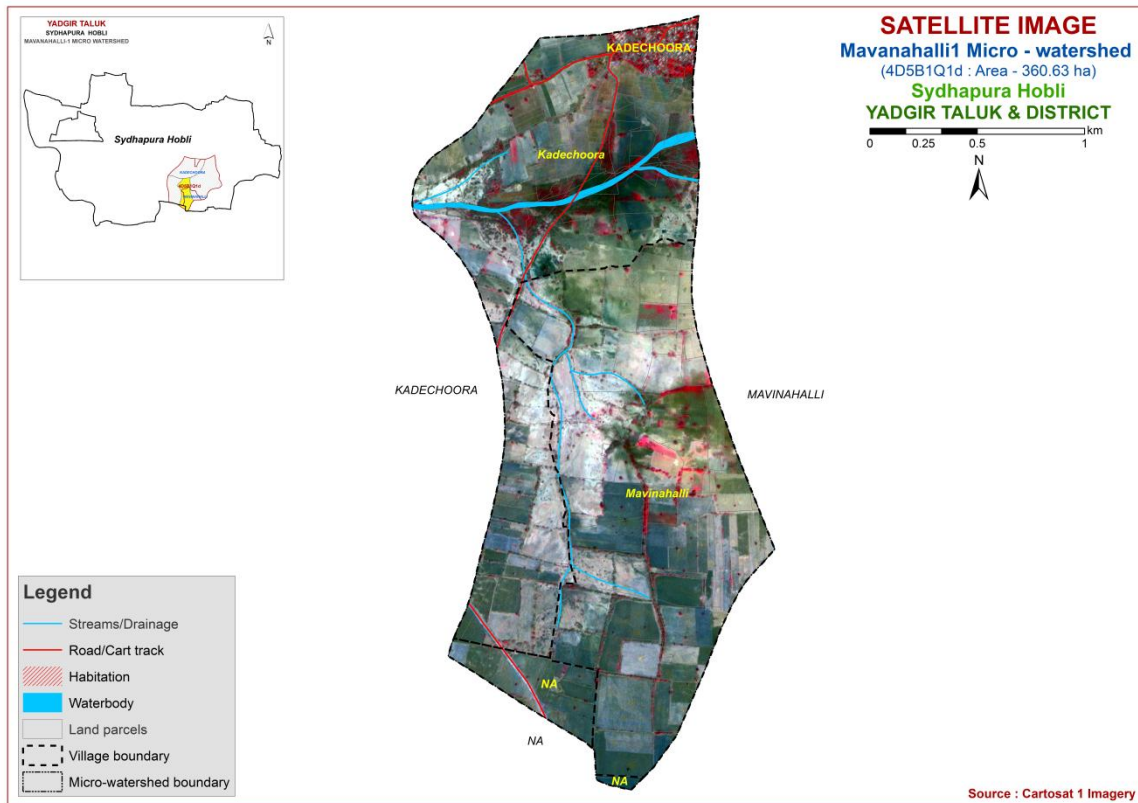 YADGIR TALUK
SYDHAPURA HOBLI
MAVANAHALLI-1 MICRO WATERSHED
N
Sydhapura Hobli
KADECHOORA
4D5B1Q1d
SATELLITE IMAGE
Mavanahalli1 Micro - watershed
(4D5B1Q1d : Area - 360.63 ha)
Sydhapura Hobli
YADGIR TALUK & DISTRICT
km
0 0.25 0.5 1
N
KADECHOORA
Kadechoora
KADECHOORA
MAVINAHALLI
Mavinahalli
NA
NA
NA
Legend
Streams/Drainage
Road/Cart track
Habitation
Waterbody
Land parcels
Village boundary
Micro-watershed boundary
Source : Cartosat 1 Imagery